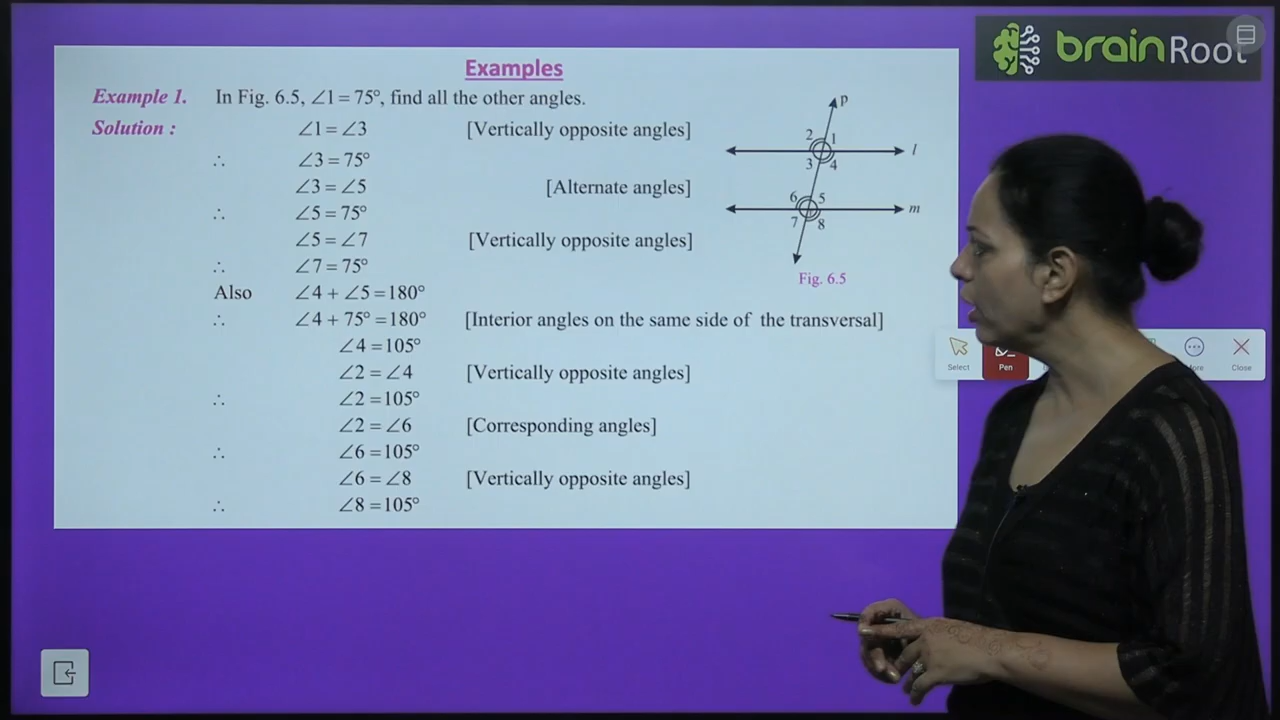 brainRoot
Examples
Example 1. In Fig. 6.5, ∠1 = 75°, find all the other angles.
Solution : ∠1 = ∠3 [Vertically opposite angles]
∴ ∠3 = 75°
∠3 = ∠5 [Alternate angles]
∴ ∠5 = 75°
∠5 = ∠7 [Vertically opposite angles]
∴ ∠7 = 75°
Also ∠4 + ∠5 = 180°
∴ ∠4 + 75° = 180° [Interior angles on the same side of the transversal]
∠4 = 105°
∠2 = ∠4 [Vertically opposite angles]
∴ ∠2 = 105°
∠2 = ∠6 [Corresponding angles]
∴ ∠6 = 105°
∠6 = ∠8 [Vertically opposite angles]
∴ ∠8 = 105°
p
2 1
l
3 4
6 5
m
7 8
Fig. 6.5
Select Pen Close